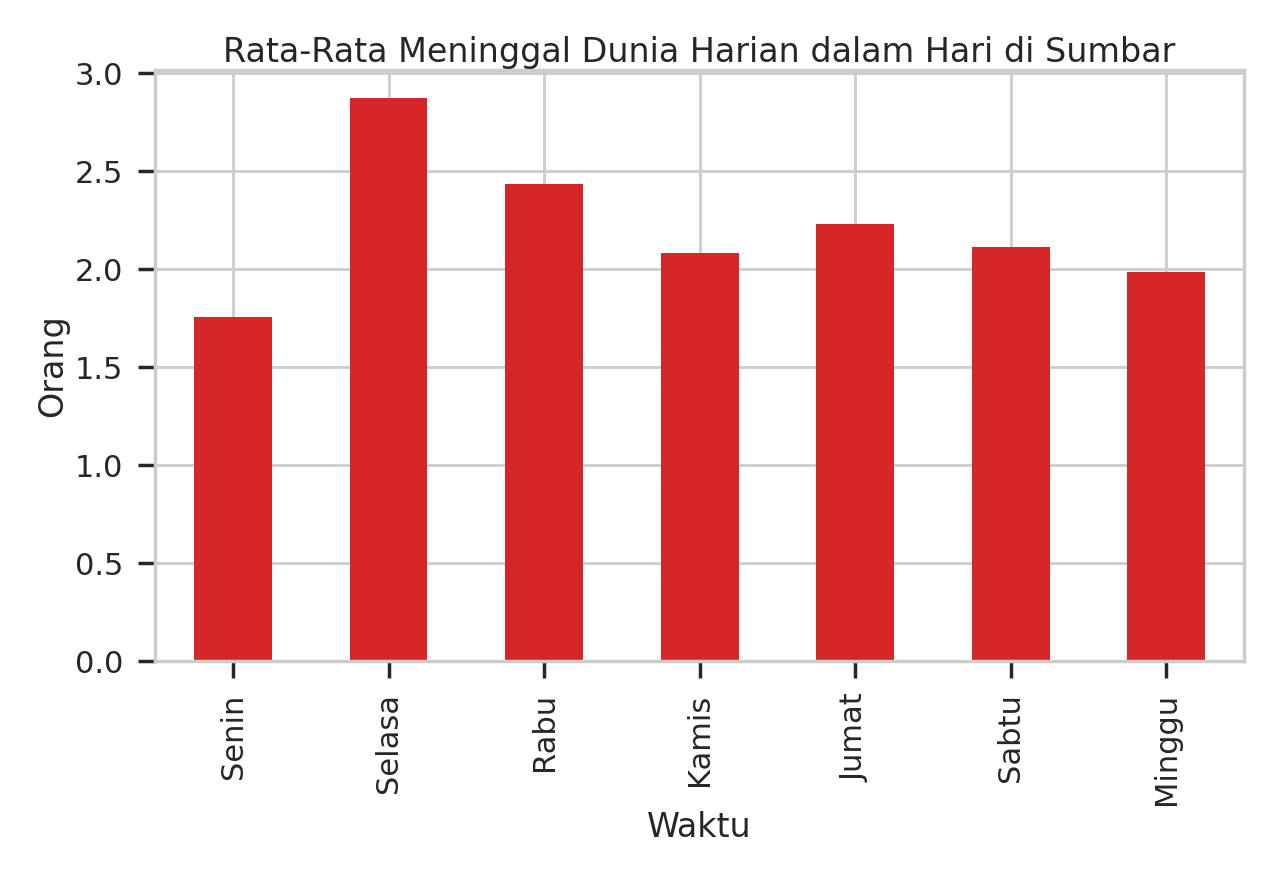 Rata-Rata Meninggal Dunia Harian dalam Hari di Sumbar
3.0
2.5
2.0
1.5
1.0
0.5
0.0
Orang
Senin
Selasa
Rabu
Kamis
Jumat
Sabtu
Minggu
Waktu